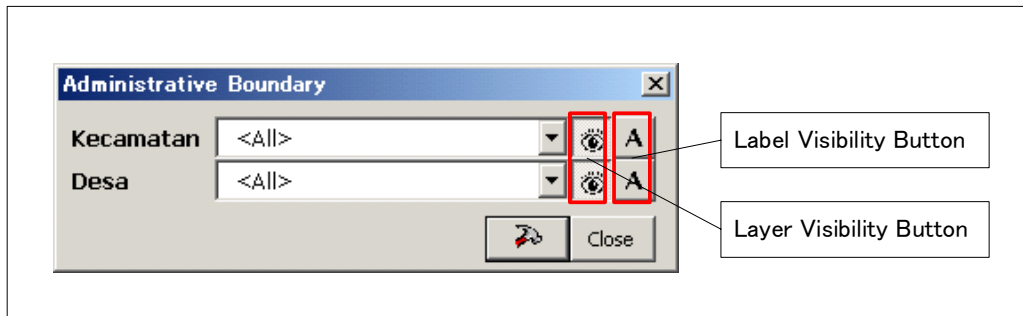 Administrative Boundary
Kecamatan <All> A
Desa <All> A
Close
Label Visibility Button
Layer Visibility Button